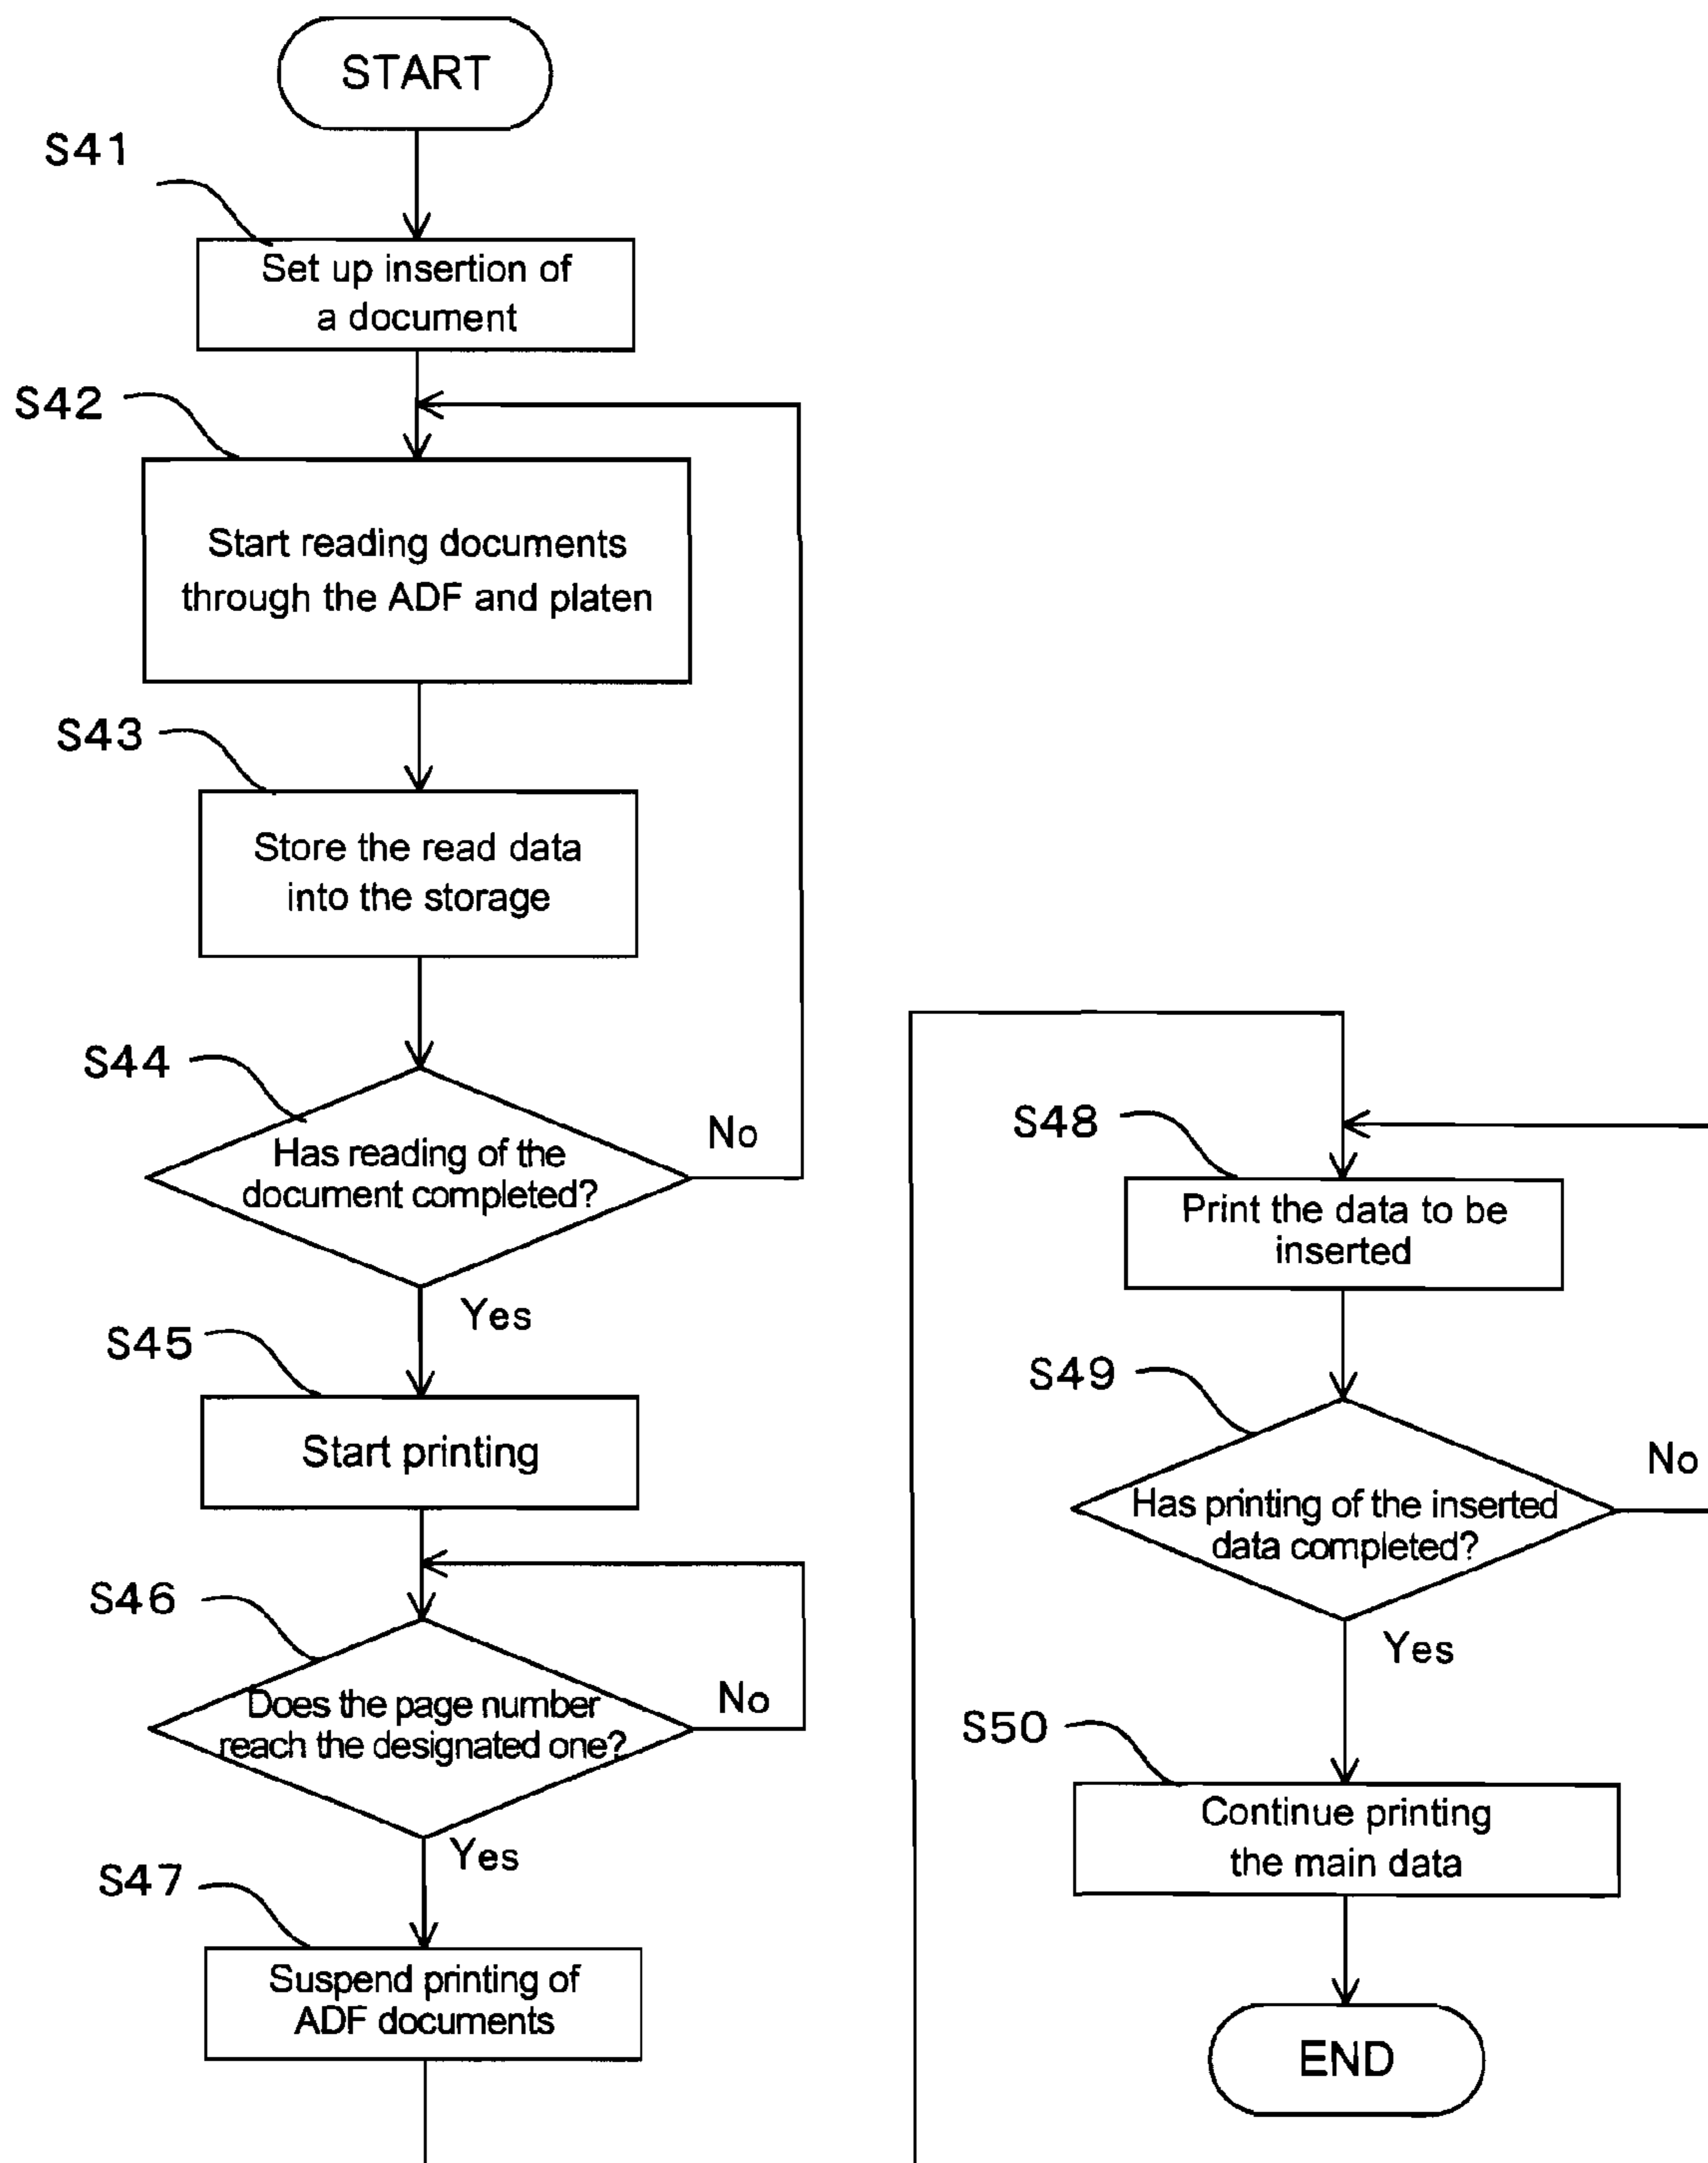 START
S41
Set up insertion of
a document
S42
Start reading documents
through the ADF and platen
S43
Store the read data
into the storage
S44
Has reading of the
document completed?
No
Yes
S45
Start printing
S46
Does the page number
reach the designated one?
No
Yes
S47
Suspend printing of
ADF documents
S48
Print the data to be
inserted
S49
Has printing of the inserted
data completed?
No
Yes
S50
Continue printing
the main data
END